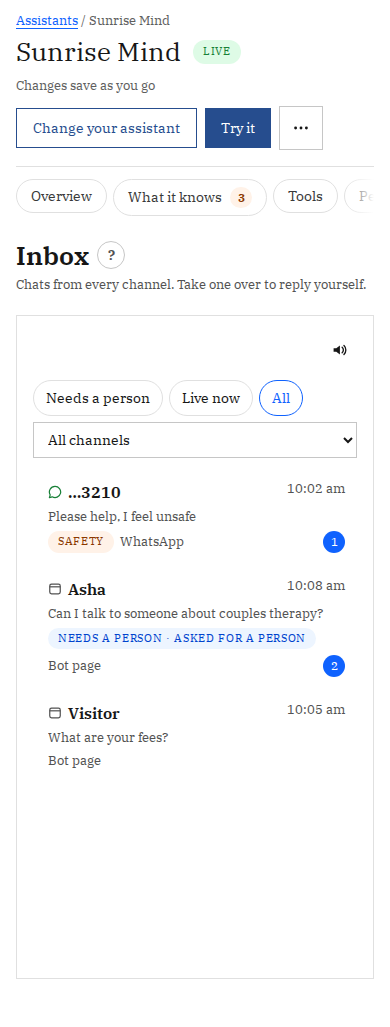 Assistants / Sunrise Mind
Sunrise Mind LIVE
Changes save as you go
Change your assistant Try it ...
Overview What it knows 3 Tools
Inbox ?
Chats from every channel. Take one over to reply yourself.
Needs a person Live now All
All channels
...3210 10:02 am
Please help. I feel unsafe
SAFETY WhatsApp 1
Asha 10:08 am
Can I talk to someone about couples therapy?
NEEDS A PERSON · ASKED FOR A PERSON
Bot page 2
Visitor 10:05 am
What are your fees?
Bot page